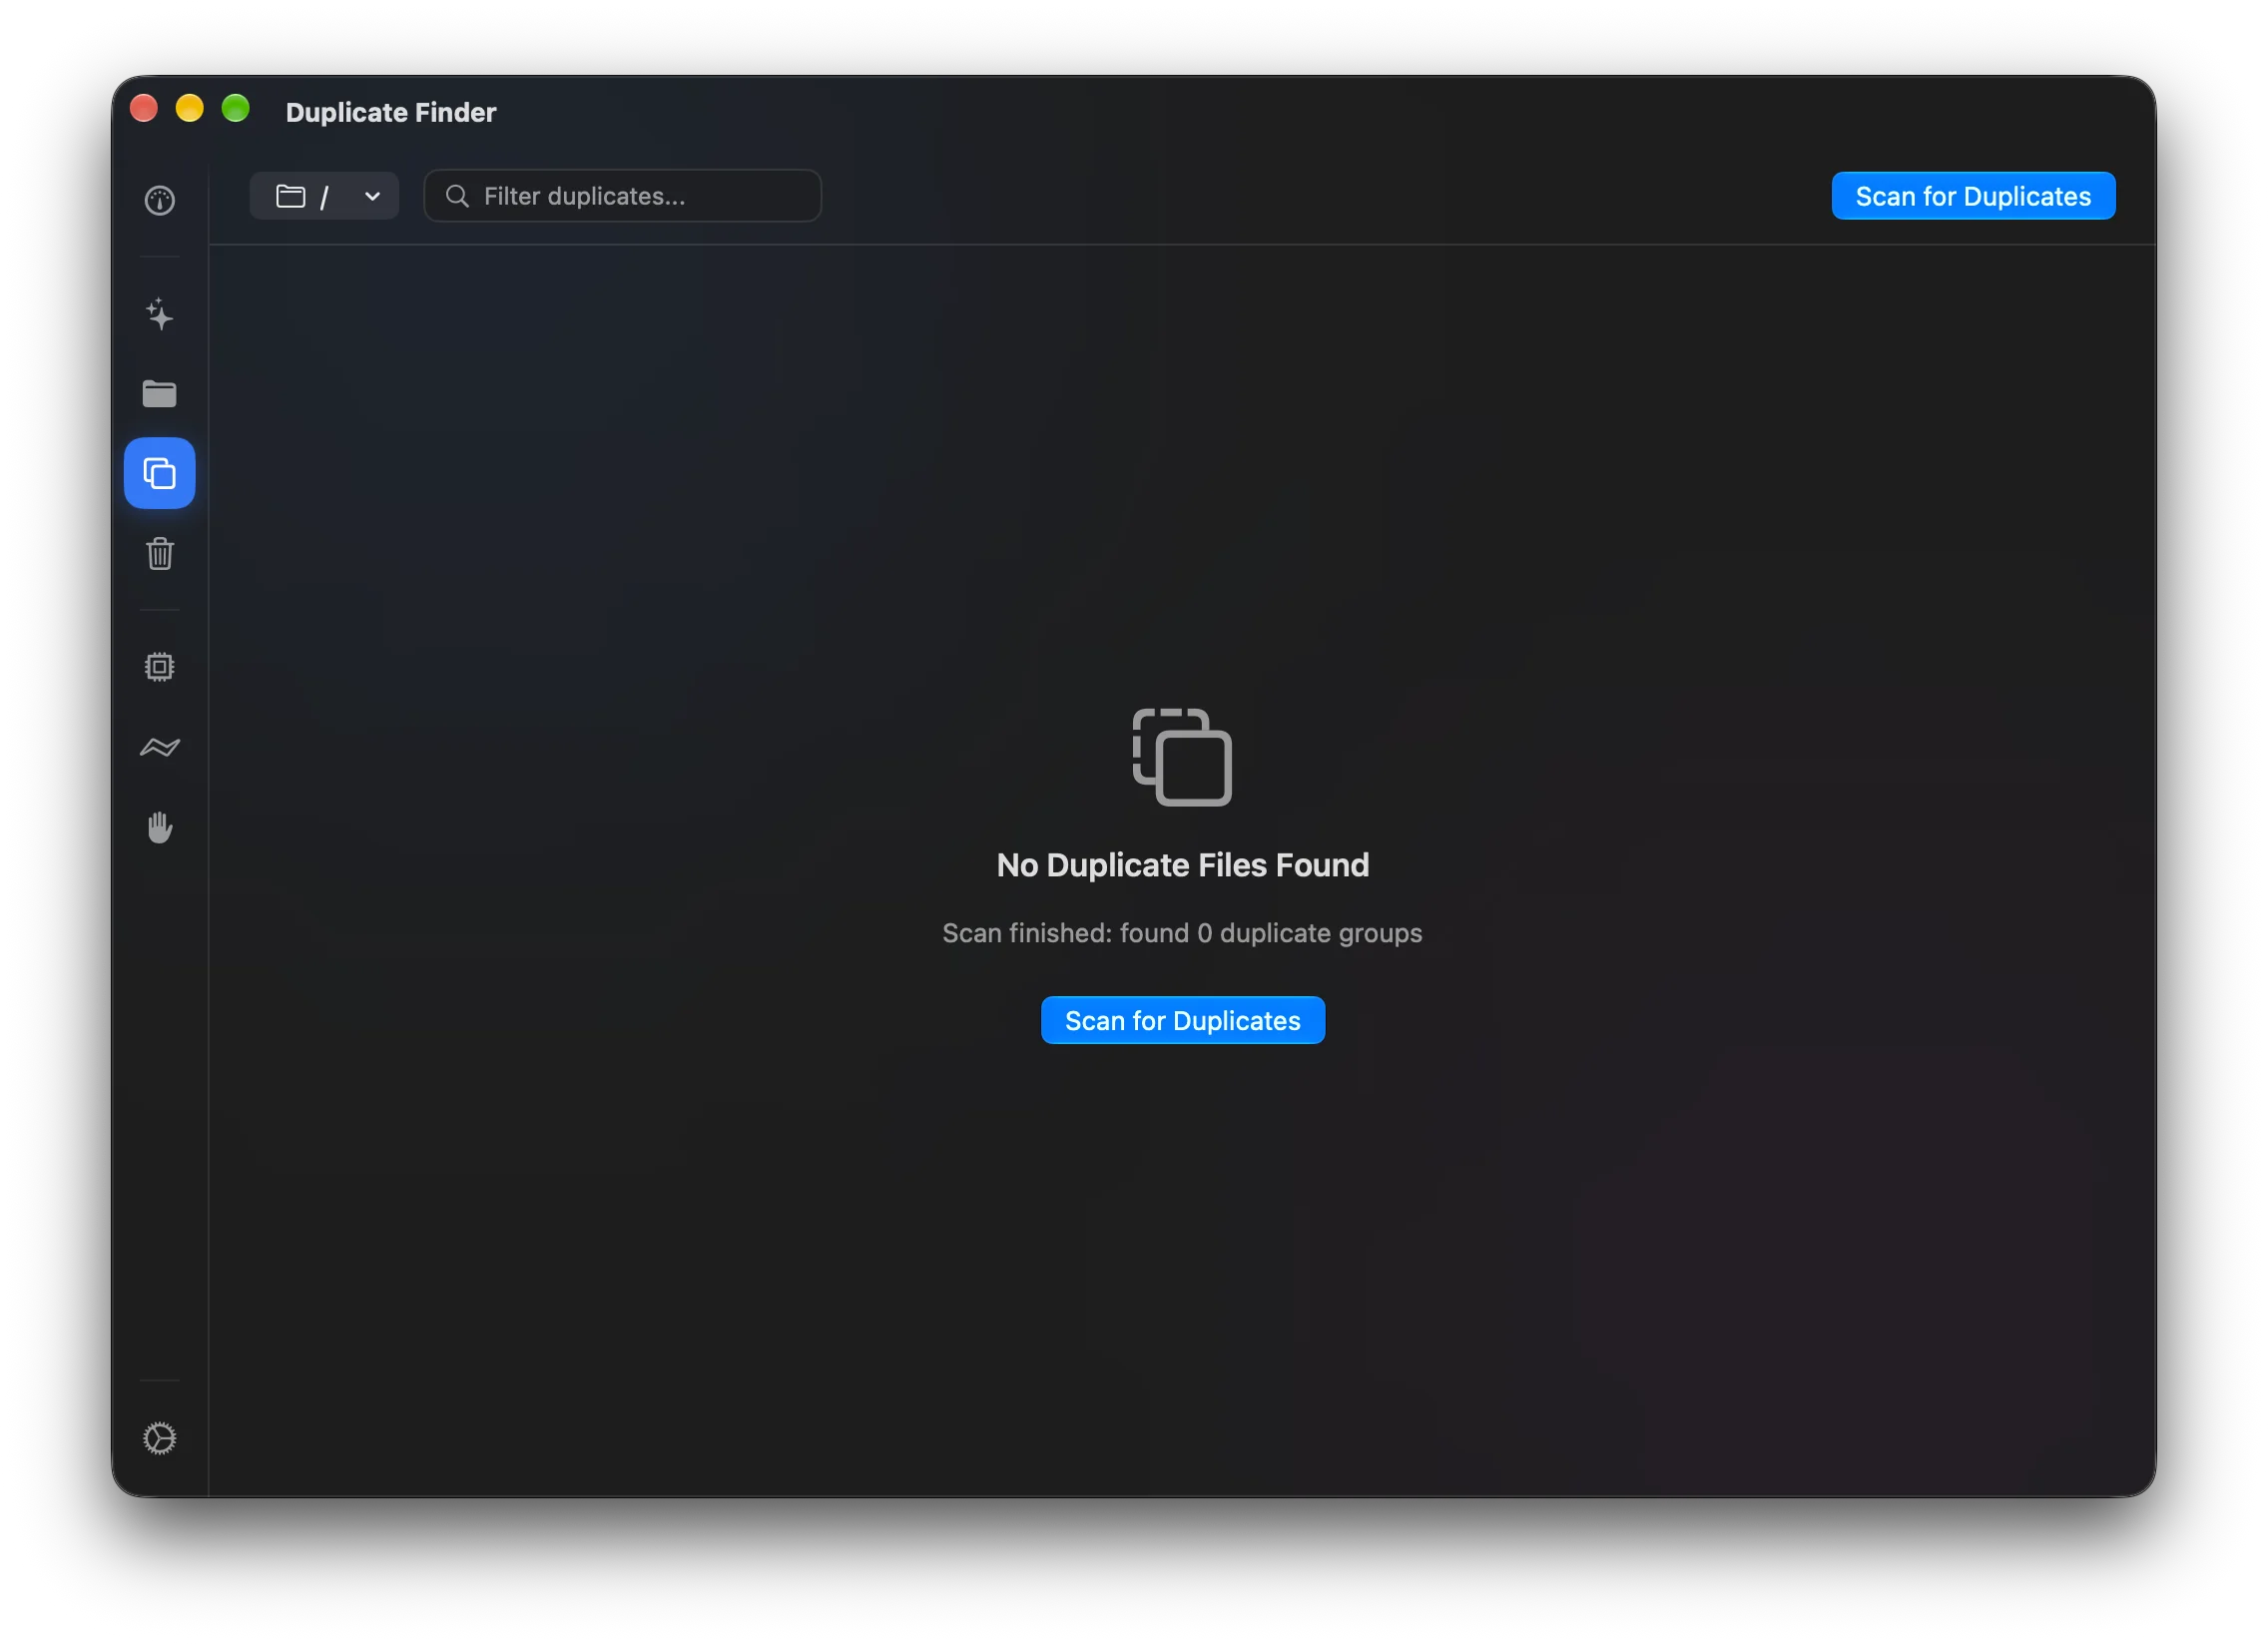 Duplicate Finder
/
Filter duplicates...
Scan for Duplicates
No Duplicate Files Found
Scan finished: found 0 duplicate groups
Scan for Duplicates